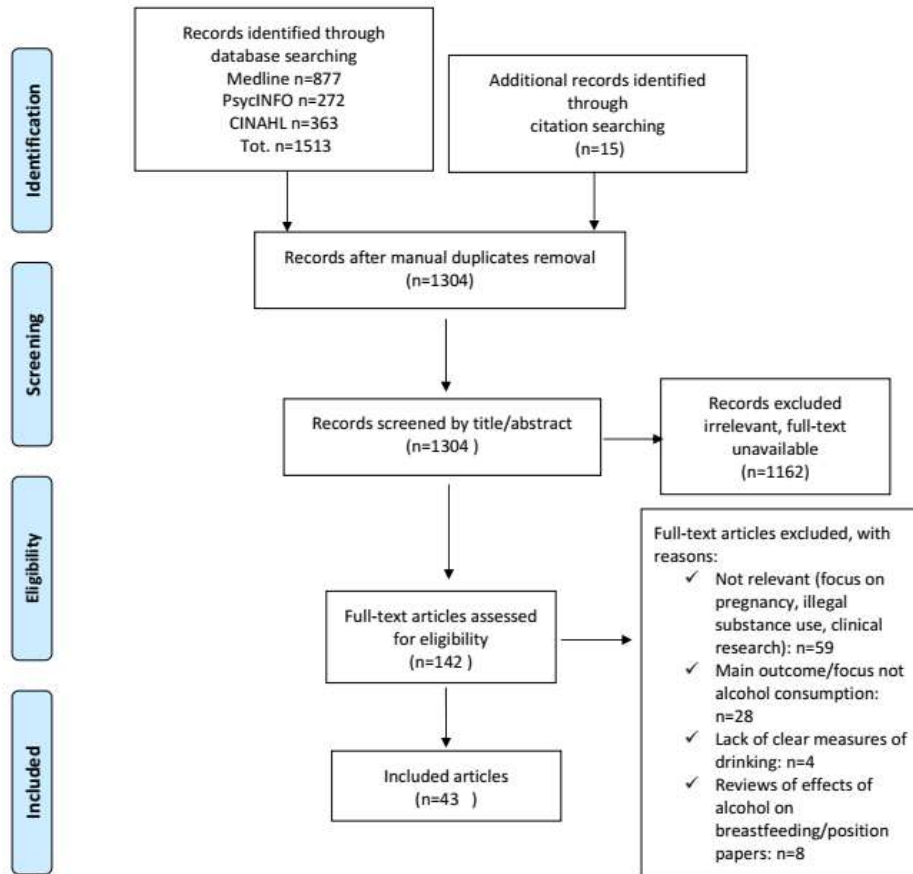 Identification
Records identified through
database searching
Medline n=877
PsycINFO n=272
CINAHL n=363
Tot. n=1513
Additional records identified
through
citation searching
(n=15)
Records after manual duplicates removal
(n=1304)
Screening
Records screened by title/abstract
(n=1304 )
Records excluded
irrelevant, full-text
unavailable
(n=1162)
Eligibility
Full-text articles assessed
for eligibility
(n=142 )
Full-text articles excluded, with
reasons:
✓ Not relevant (focus on
pregnancy, illegal
substance use, clinical
research): n=59
✓ Main outcome/focus not
alcohol consumption:
n=28
✓ Lack of clear measures of
drinking: n=4
✓ Reviews of effects of
alcohol on
breastfeeding/position
papers: n=8
Included
Included articles
(n=43 )